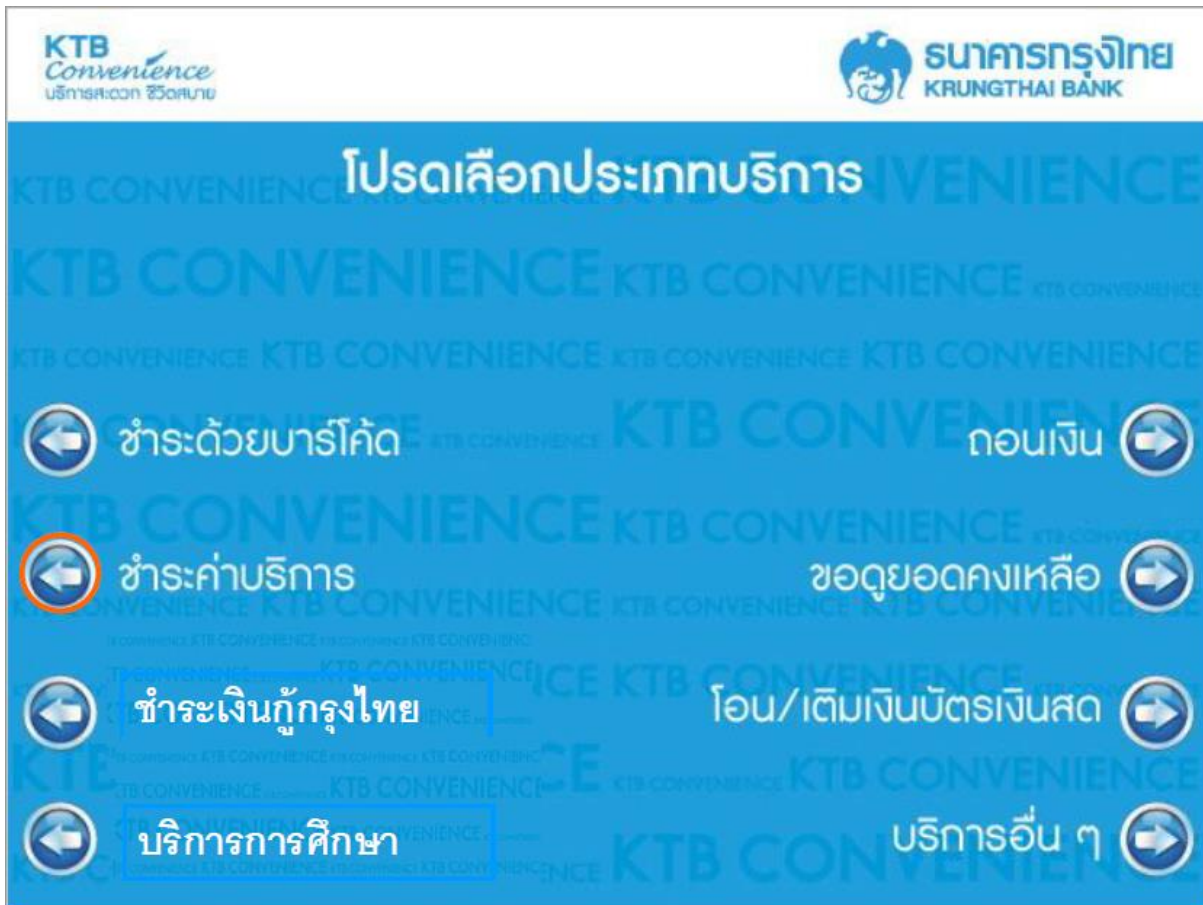 KTB
Convenience
บริการสะดวก ชีวิตสบาย
ธนาคารกรุงไทย
KRUNGTHAI BANK
โปรดเลือกประเภทบริการ
ชำระด้วยบาร์โค้ด
ถอนเงิน
ชำระค่าบริการ
ขอดูยอดคงเหลือ
ชำระเงินกู้กรุงไทย
โอน/เติมเงินบัตรเงินสด
บริการการศึกษา
บริการอื่น ๆ